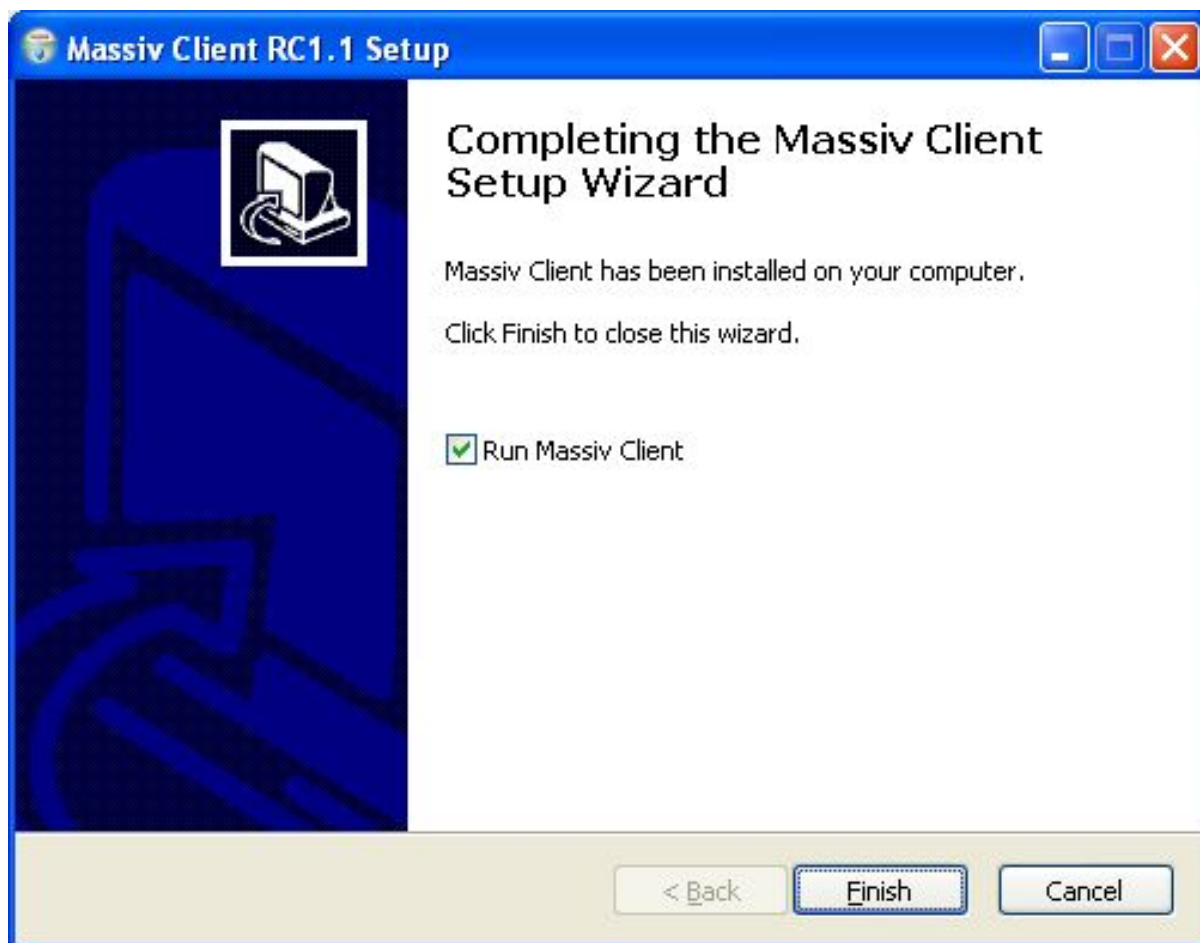 Massiv Client RC1.1 Setup
Completing the Massiv Client
Setup Wizard
Massiv Client has been installed on your computer.
Click Finish to close this wizard.
Run Massiv Client
< Back Finish Cancel